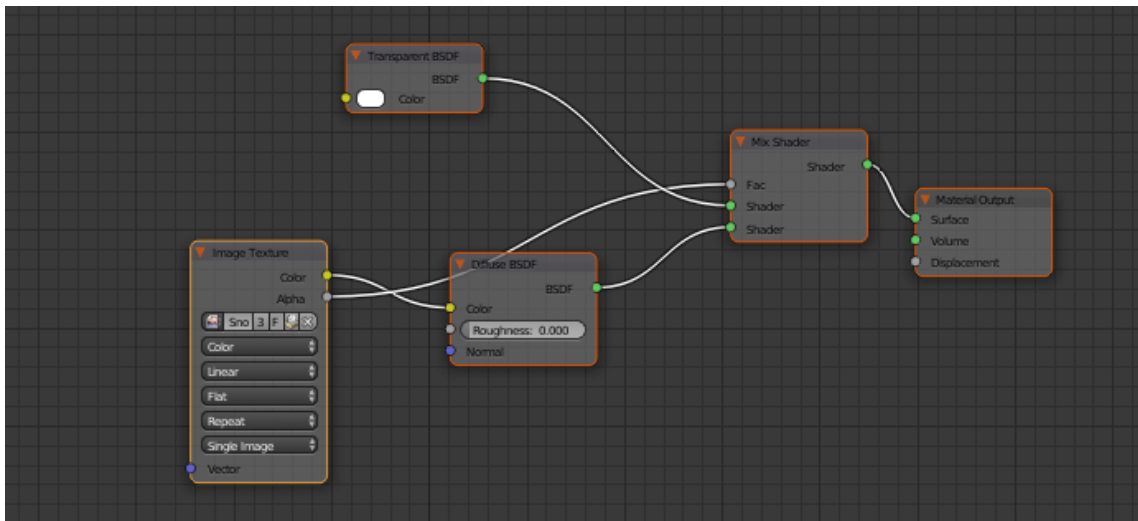 Transparent BSDF
BSDF
Color
Mix Shader
Shader
Fac
Shader
Shader
Material Output
Surface
Volume
Displacement
Image Texture
Color
Alpha
Sno 3 F
Color
Linear
Flat
Repeat
Single Image
Vector
Diffuse BSDF
BSDF
Color
Roughness: 0.000
Normal